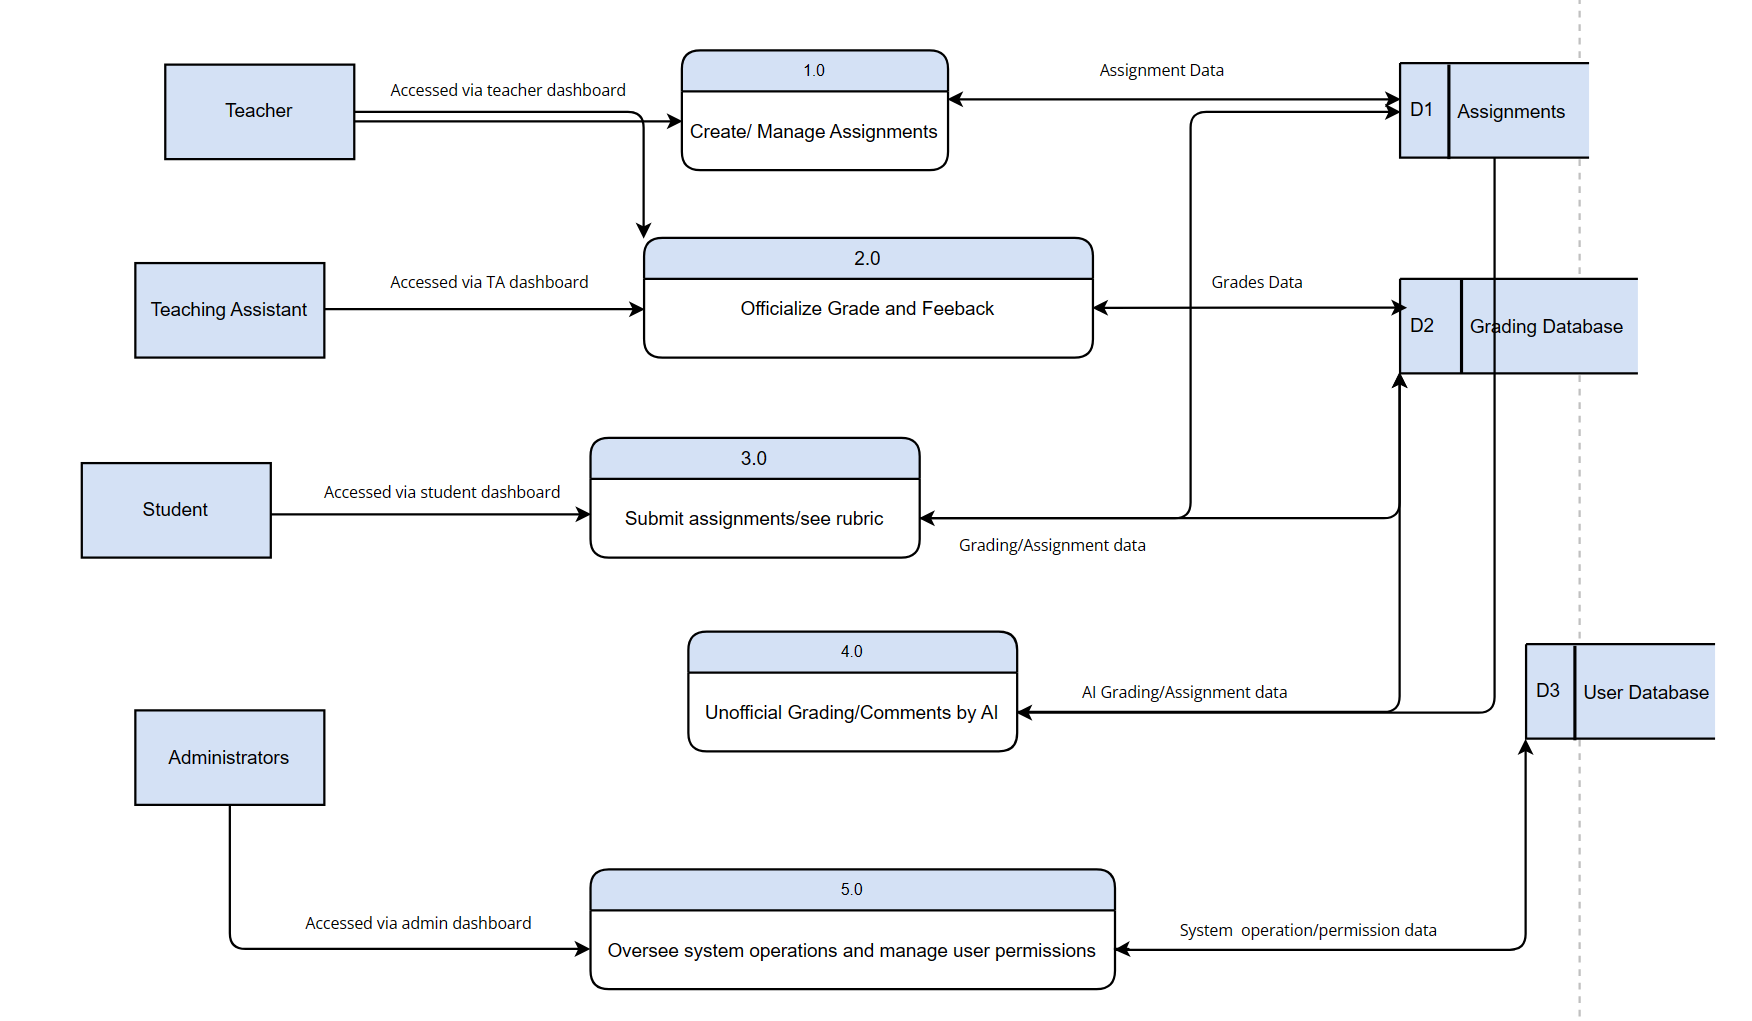 1.0
Assignment Data
Accessed via teacher dashboard
Teacher
D1
Assignments
Create/ Manage Assignments
2.0
Accessed via TA dashboard
Grades Data
Teaching Assistant
Officialize Grade and Feeback
D2
Grading Database
3.0
Accessed via student dashboard
Student
Submit assignments/see rubric
Grading/Assignment data
4.0
AI Grading/Assignment data
D3
User Database
Unofficial Grading/Comments by AI
Administrators
5.0
Accessed via admin dashboard
System  operation/permission data
Oversee system operations and manage user permissions